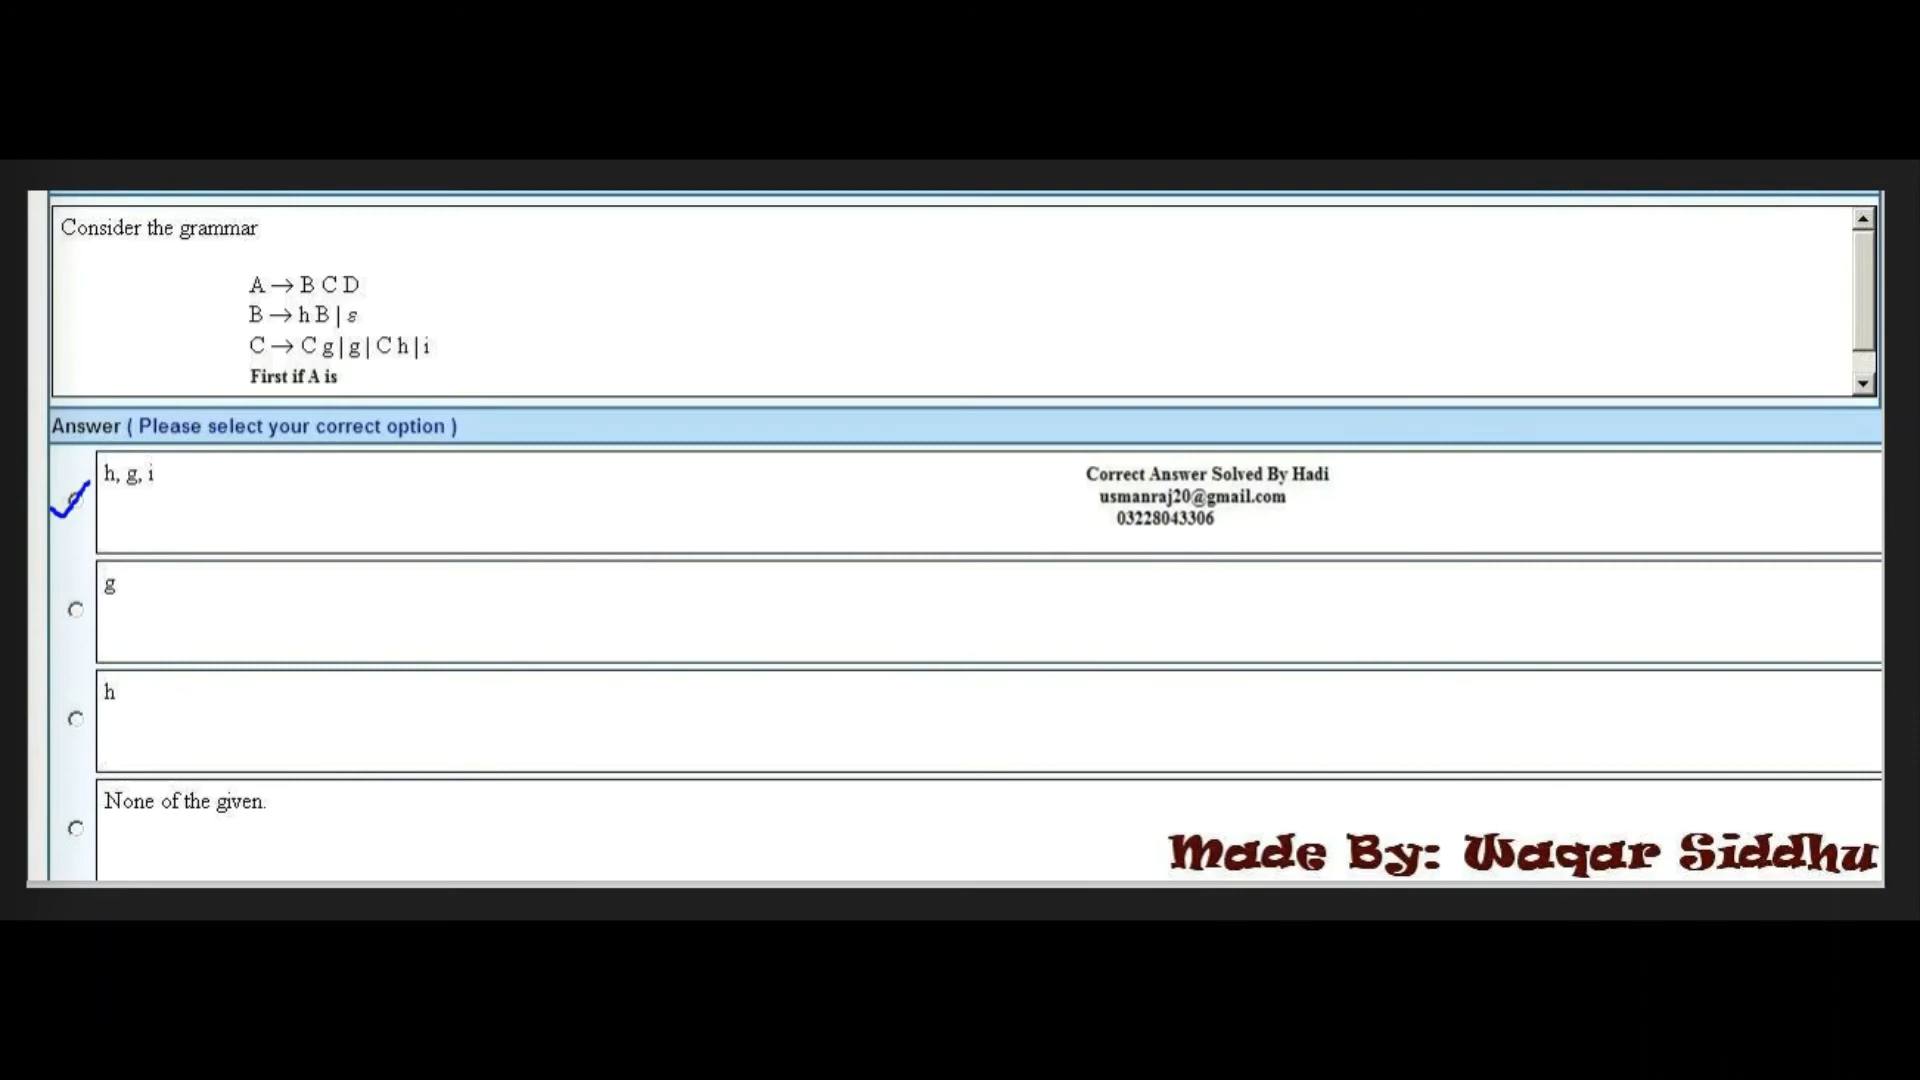 Consider the grammar
A → B C D
B → h B | ε
C → C g | g | C h | i
First if A is
Answer ( Please select your correct option )
h, g, i
Correct Answer Solved By Hadi
usmanraj20@gmail.com
03228043306
g
h
None of the given.
Made By: Waqar Siddhu